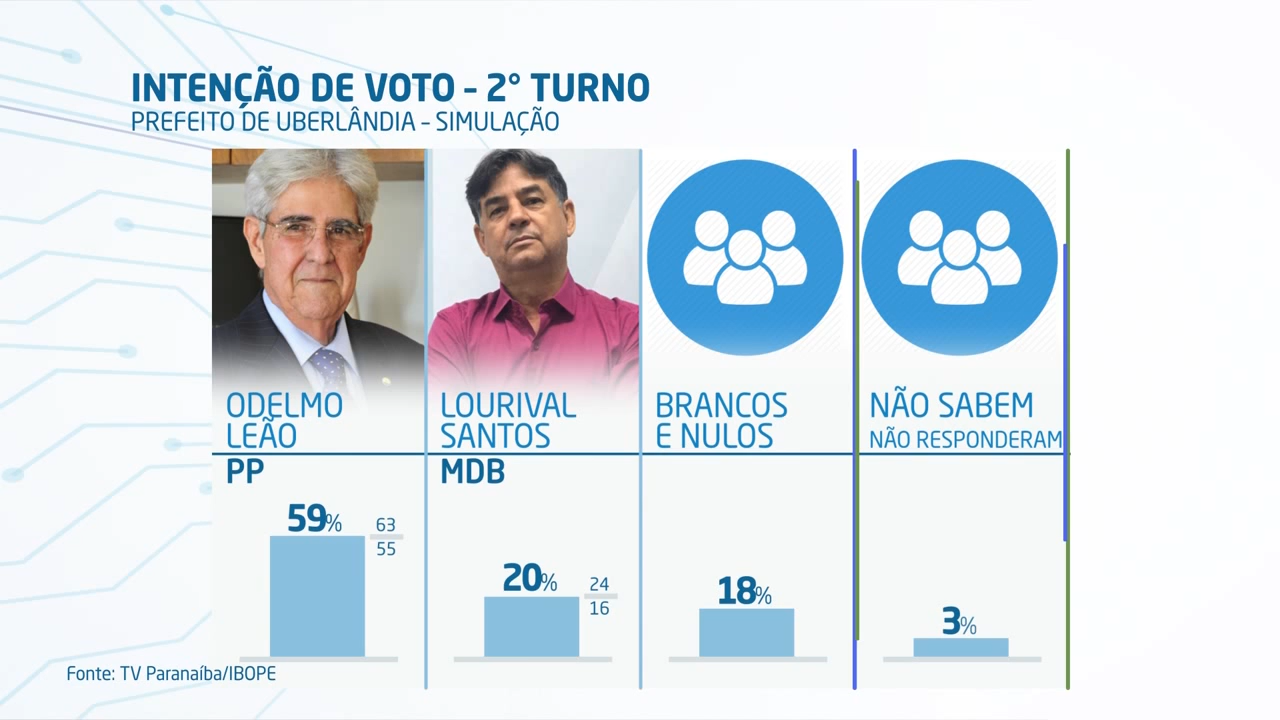 INTENÇÃO DE VOTO – 2° TURNO
PREFEITO DE UBERLÂNDIA – SIMULAÇÃO
ODELMO
LEÃO
PP
59%
63
55
LOURIVAL
SANTOS
MDB
20%
24
16
BRANCOS
E NULOS
18%
NÃO SABEM
NÃO RESPONDERAM
3%
Fonte: TV Paranaíba/IBOPE